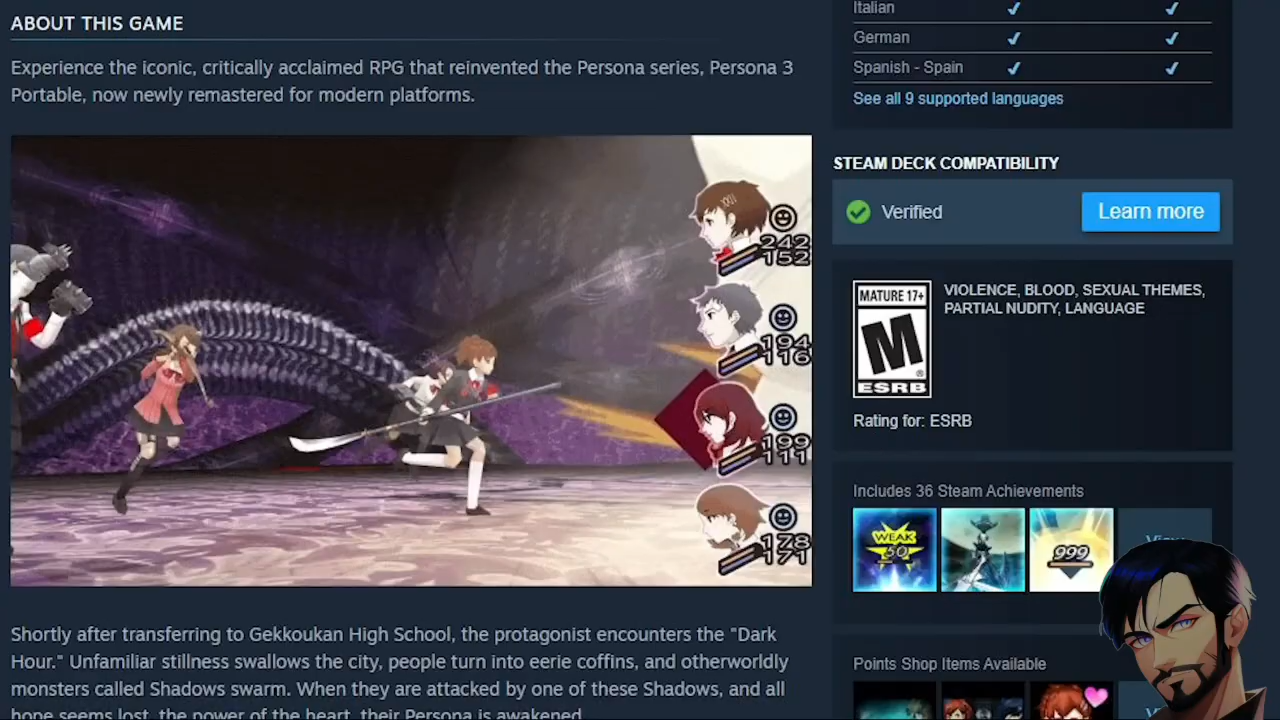 ABOUT THIS GAME
Experience the iconic, critically acclaimed RPG that reinvented the Persona series, Persona 3
Portable, now newly remastered for modern platforms.
XXII
242
152
194
116
199
111
178
171
Shortly after transferring to Gekkoukan High School, the protagonist encounters the "Dark
Hour." Unfamiliar stillness swallows the city, people turn into eerie coffins, and otherworldly
monsters called Shadows swarm. When they are attacked by one of these Shadows, and all
hope seems lost, the power of the heart, their Persona is awakened.
Italian
German
Spanish - Spain
See all 9 supported languages
STEAM DECK COMPATIBILITY
Verified
Learn more
MATURE 17+
M
®
ESRB
VIOLENCE, BLOOD, SEXUAL THEMES,
PARTIAL NUDITY, LANGUAGE
Rating for: ESRB
Includes 36 Steam Achievements
WEAK
50
999
Points Shop Items Available